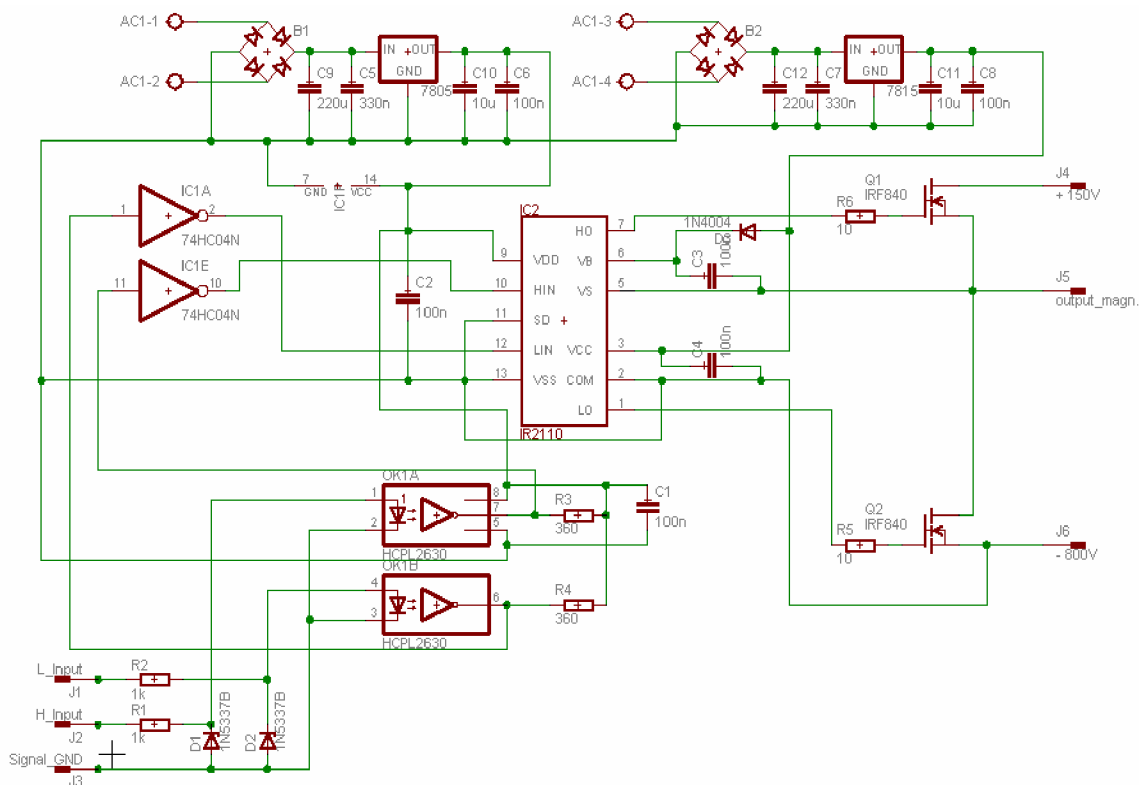 AC1-1
B1
AC1-2
C9
220u
C5
330n
IN +OUT
GND
7805
C10
10u
C6
100n
AC1-3
B2
AC1-4
C12
220u
C7
330n
IN +OUT
GND
7815
C11
10u
C8
100n
7
GND
14
VCC
1
IC1A
2
74HC04N
11
IC1E
10
74HC04N
C2
100n
IC2
9
VDD
10
HIN
11
SD +
12
LIN
13
VSS
HO
7
VB
6
VS
5
VCC
3
COM
2
LO
1
IR2110
1N4004
C3
C4
100n
R6
10
Q1
IRF840
J4
+ 150V
J5
output_magn.
R5
10
Q2
IRF840
J6
- 800V
OK1A
1
1
2
8
7
5
HCPL2630
R3
360
C1
100n
OK1B
4
3
6
HCPL2630
R4
360
L_Input
J1
R2
1k
H_Input
J2
R1
1k
D1
1N5337B
D2
1N5337B
Signal_GND
J3